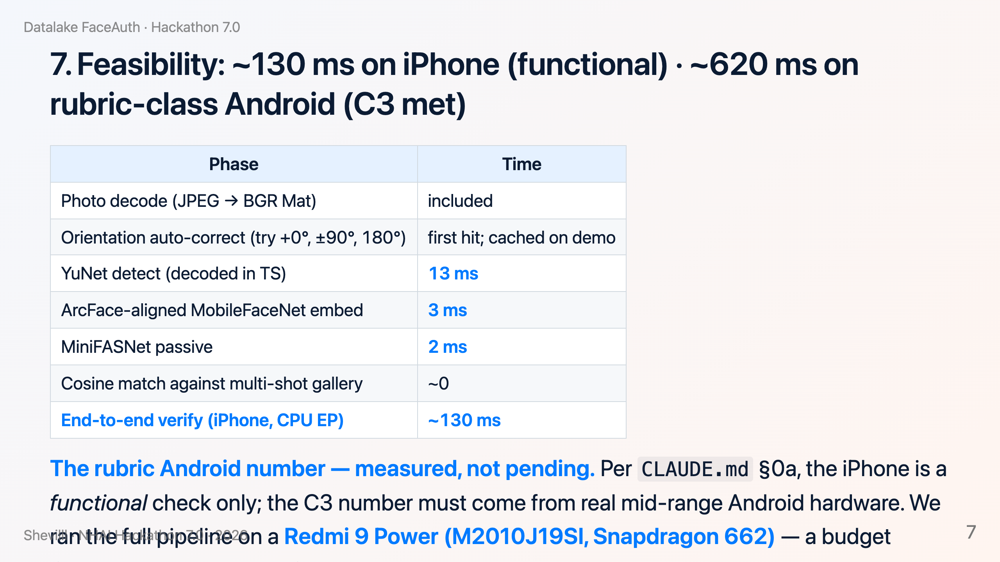 Datalake FaceAuth · Hackathon 7.0
7. Feasibility: ~130 ms on iPhone (functional) · ~620 ms on
rubric-class Android (C3 met)
Phase Time
Photo decode (JPEG → BGR Mat) included
Orientation auto-correct (try +0°, ±90°, 180°) first hit; cached on demo
YuNet detect (decoded in TS) 13 ms
ArcFace-aligned MobileFaceNet embed 3 ms
MiniFASNet passive 2 ms
Cosine match against multi-shot gallery ~0
End-to-end verify (iPhone, CPU EP) ~130 ms
The rubric Android number — measured, not pending. Per CLAUDE.md §0a, the iPhone is a
functional check only; the C3 number must come from real mid-range Android hardware. We
ran the full pipeline on a Redmi 9 Power (M2010J19SI, Snapdragon 662) — a budget
· NHAI Hackathon 7.0 · 2026
7